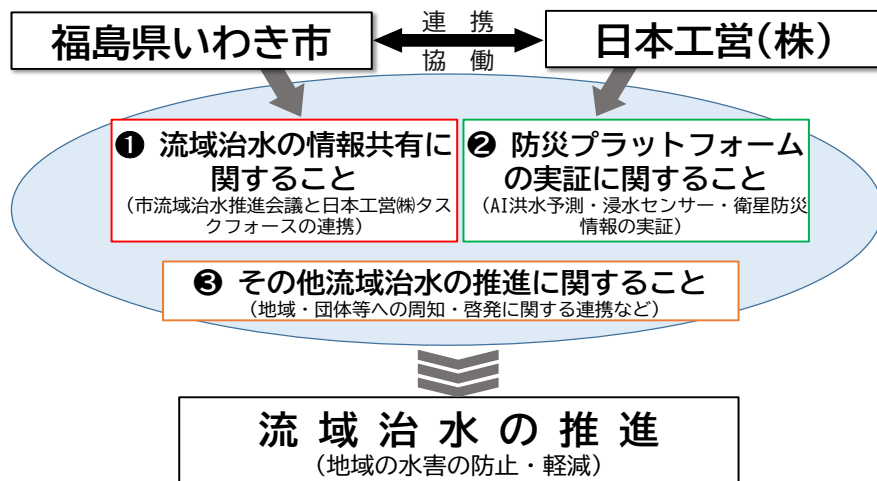 福島県いわき市
連携
協働
日本工営(株)
❶ 流域治水の情報共有に
関すること
(市流域治水推進会議と日本工営㈱タス
クフォースの連携)
❷ 防災プラットフォーム
の実証に関すること
(AI洪水予測・浸水センサー・衛星防災
情報の実証)
❸ その他流域治水の推進に関すること
(地域・団体等への周知・啓発に関する連携など)
流域治水の推進
(地域の水害の防止・軽減)